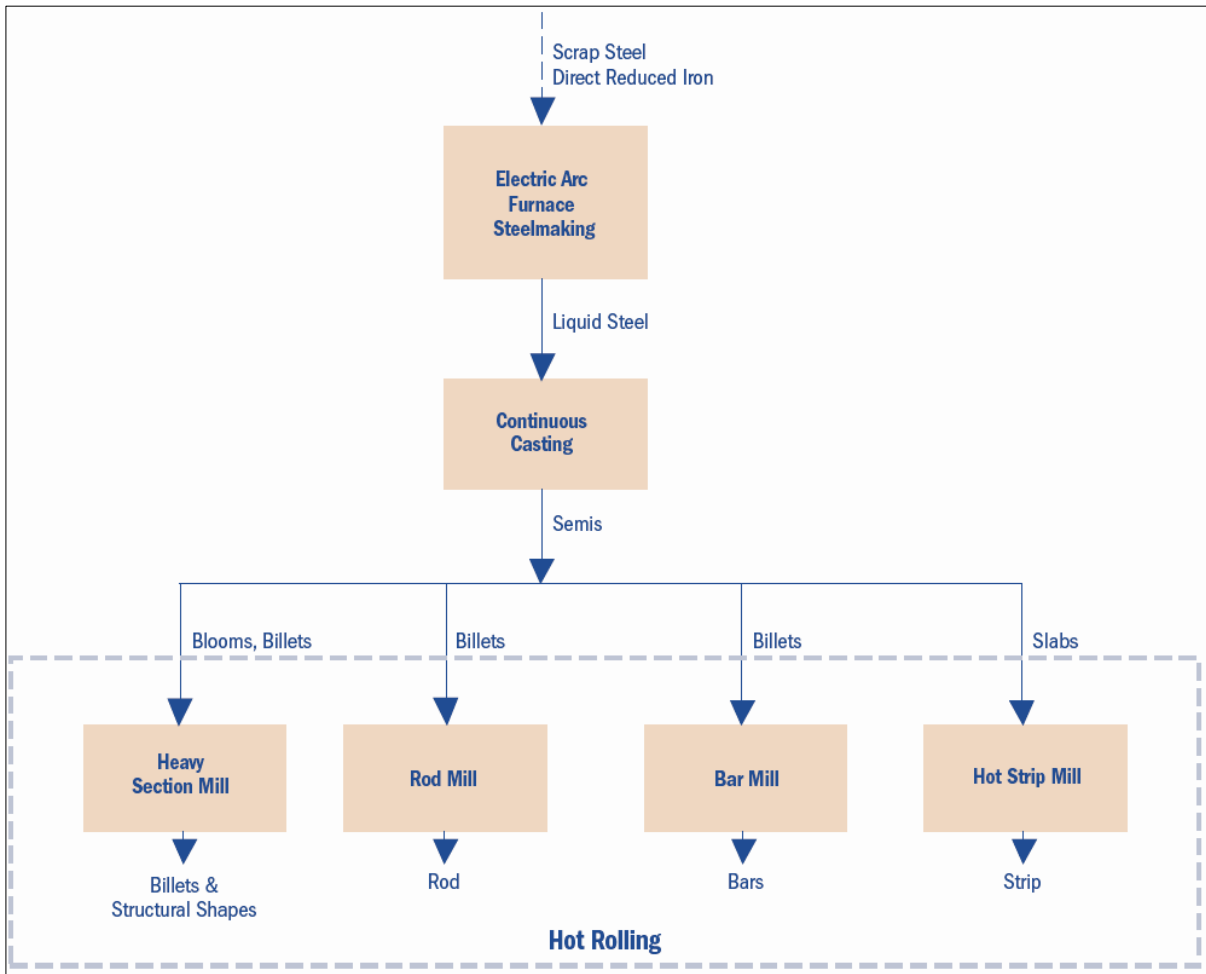 Scrap Steel
Direct Reduced Iron
Electric Arc
Furnace
Steelmaking
Liquid Steel
Continuous
Casting
Semis
Blooms, Billets
Billets
Billets
Slabs
Heavy
Section Mill
Rod Mill
Bar Mill
Hot Strip Mill
Billets &
Structural Shapes
Rod
Bars
Strip
Hot Rolling